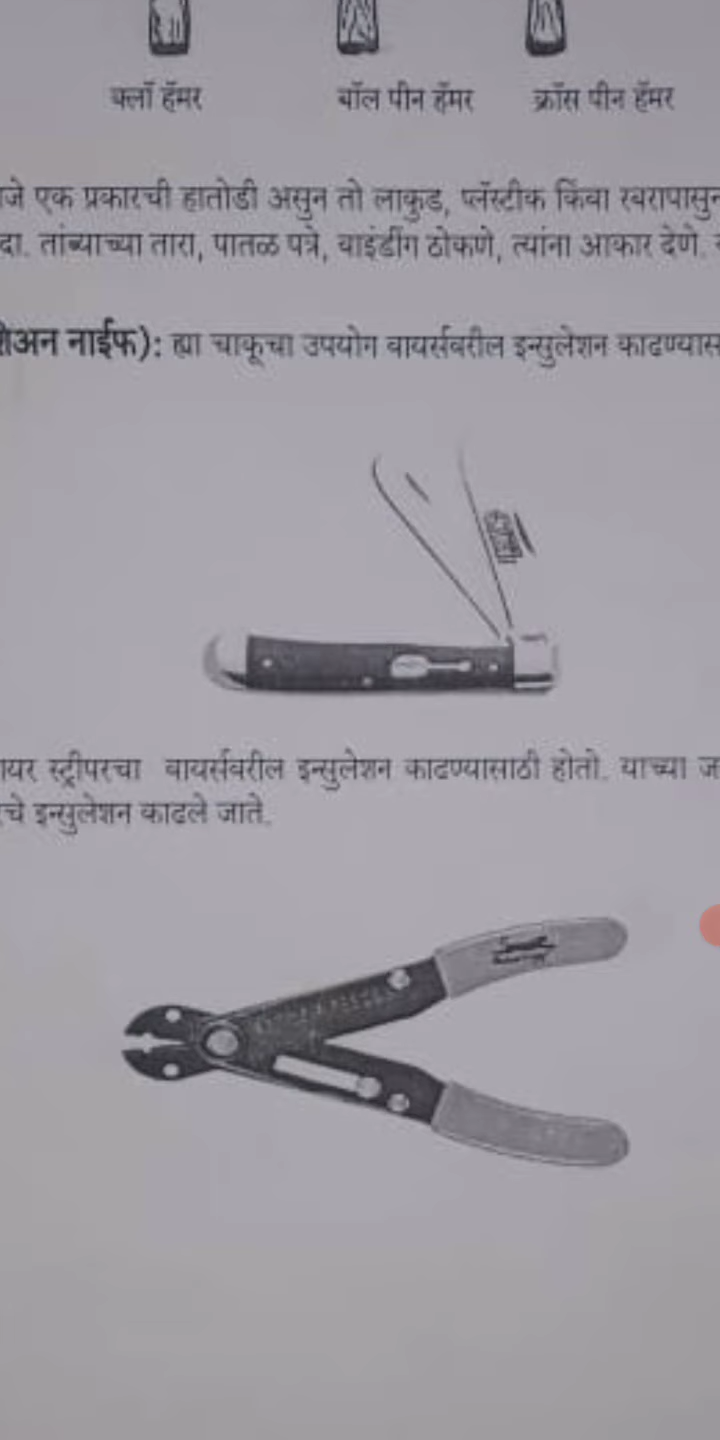 क्लॉ हॅमर बॉल पीन हॅमर क्रॉस पीन हॅमर
जे एक प्रकारची हातोडी असुन तो लाकुड, प्लॅस्टीक किंवा रबरापासुन
दा. तांब्याच्या तारा, पातळ पत्रे, वाइंडींग ठोकणे, त्यांना आकार देणे.
शिअन नाईफ): ह्या चाकूचा उपयोग वायर्सवरील इन्सुलेशन काढण्यास
ायर स्ट्रीपरचा वायर्सवरील इन्सुलेशन काढण्यासाठी होतो. याच्या ज
चे इन्सुलेशन काढले जाते.